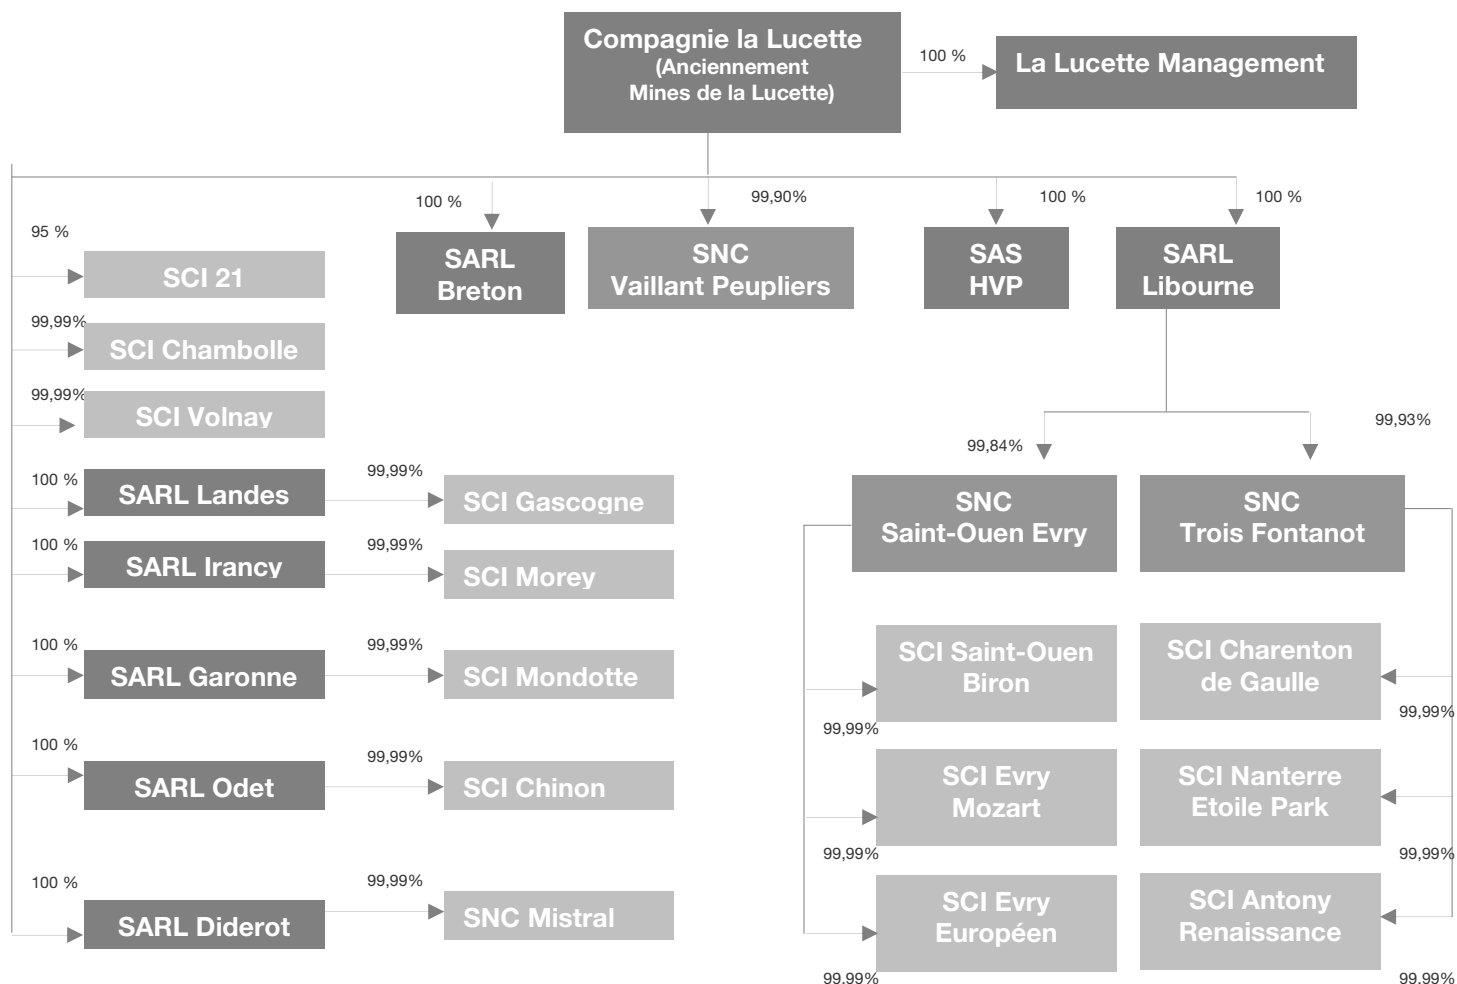 Compagnie la Lucette
(Anciennement
Mines de la Lucette)
100 %
La Lucette Management
100 %
99,90%
100 %
100 %
SARL
Breton
SNC
Vaillant Peupliers
SAS
HVP
SARL
Libourne
95 %
SCI 21
99,99%
SCI Chambolle
99,99%
SCI Volnay
100 %
SARL Landes
99,99%
SCI Gascogne
100 %
SARL Irancy
99,99%
SCI Morey
100 %
SARL Garonne
99,99%
SCI Mondotte
100 %
SARL Odet
99,99%
SCI Chinon
100 %
SARL Diderot
99,99%
SNC Mistral
99,84%
99,93%
SNC
Saint-Ouen Evry
SNC
Trois Fontanot
SCI Saint-Ouen
Biron
99,99%
SCI Evry
Mozart
99,99%
SCI Evry
Européen
99,99%
SCI Charenton
de Gaulle
99,99%
SCI Nanterre
Etoile Park
99,99%
SCI Antony
Renaissance
99,99%